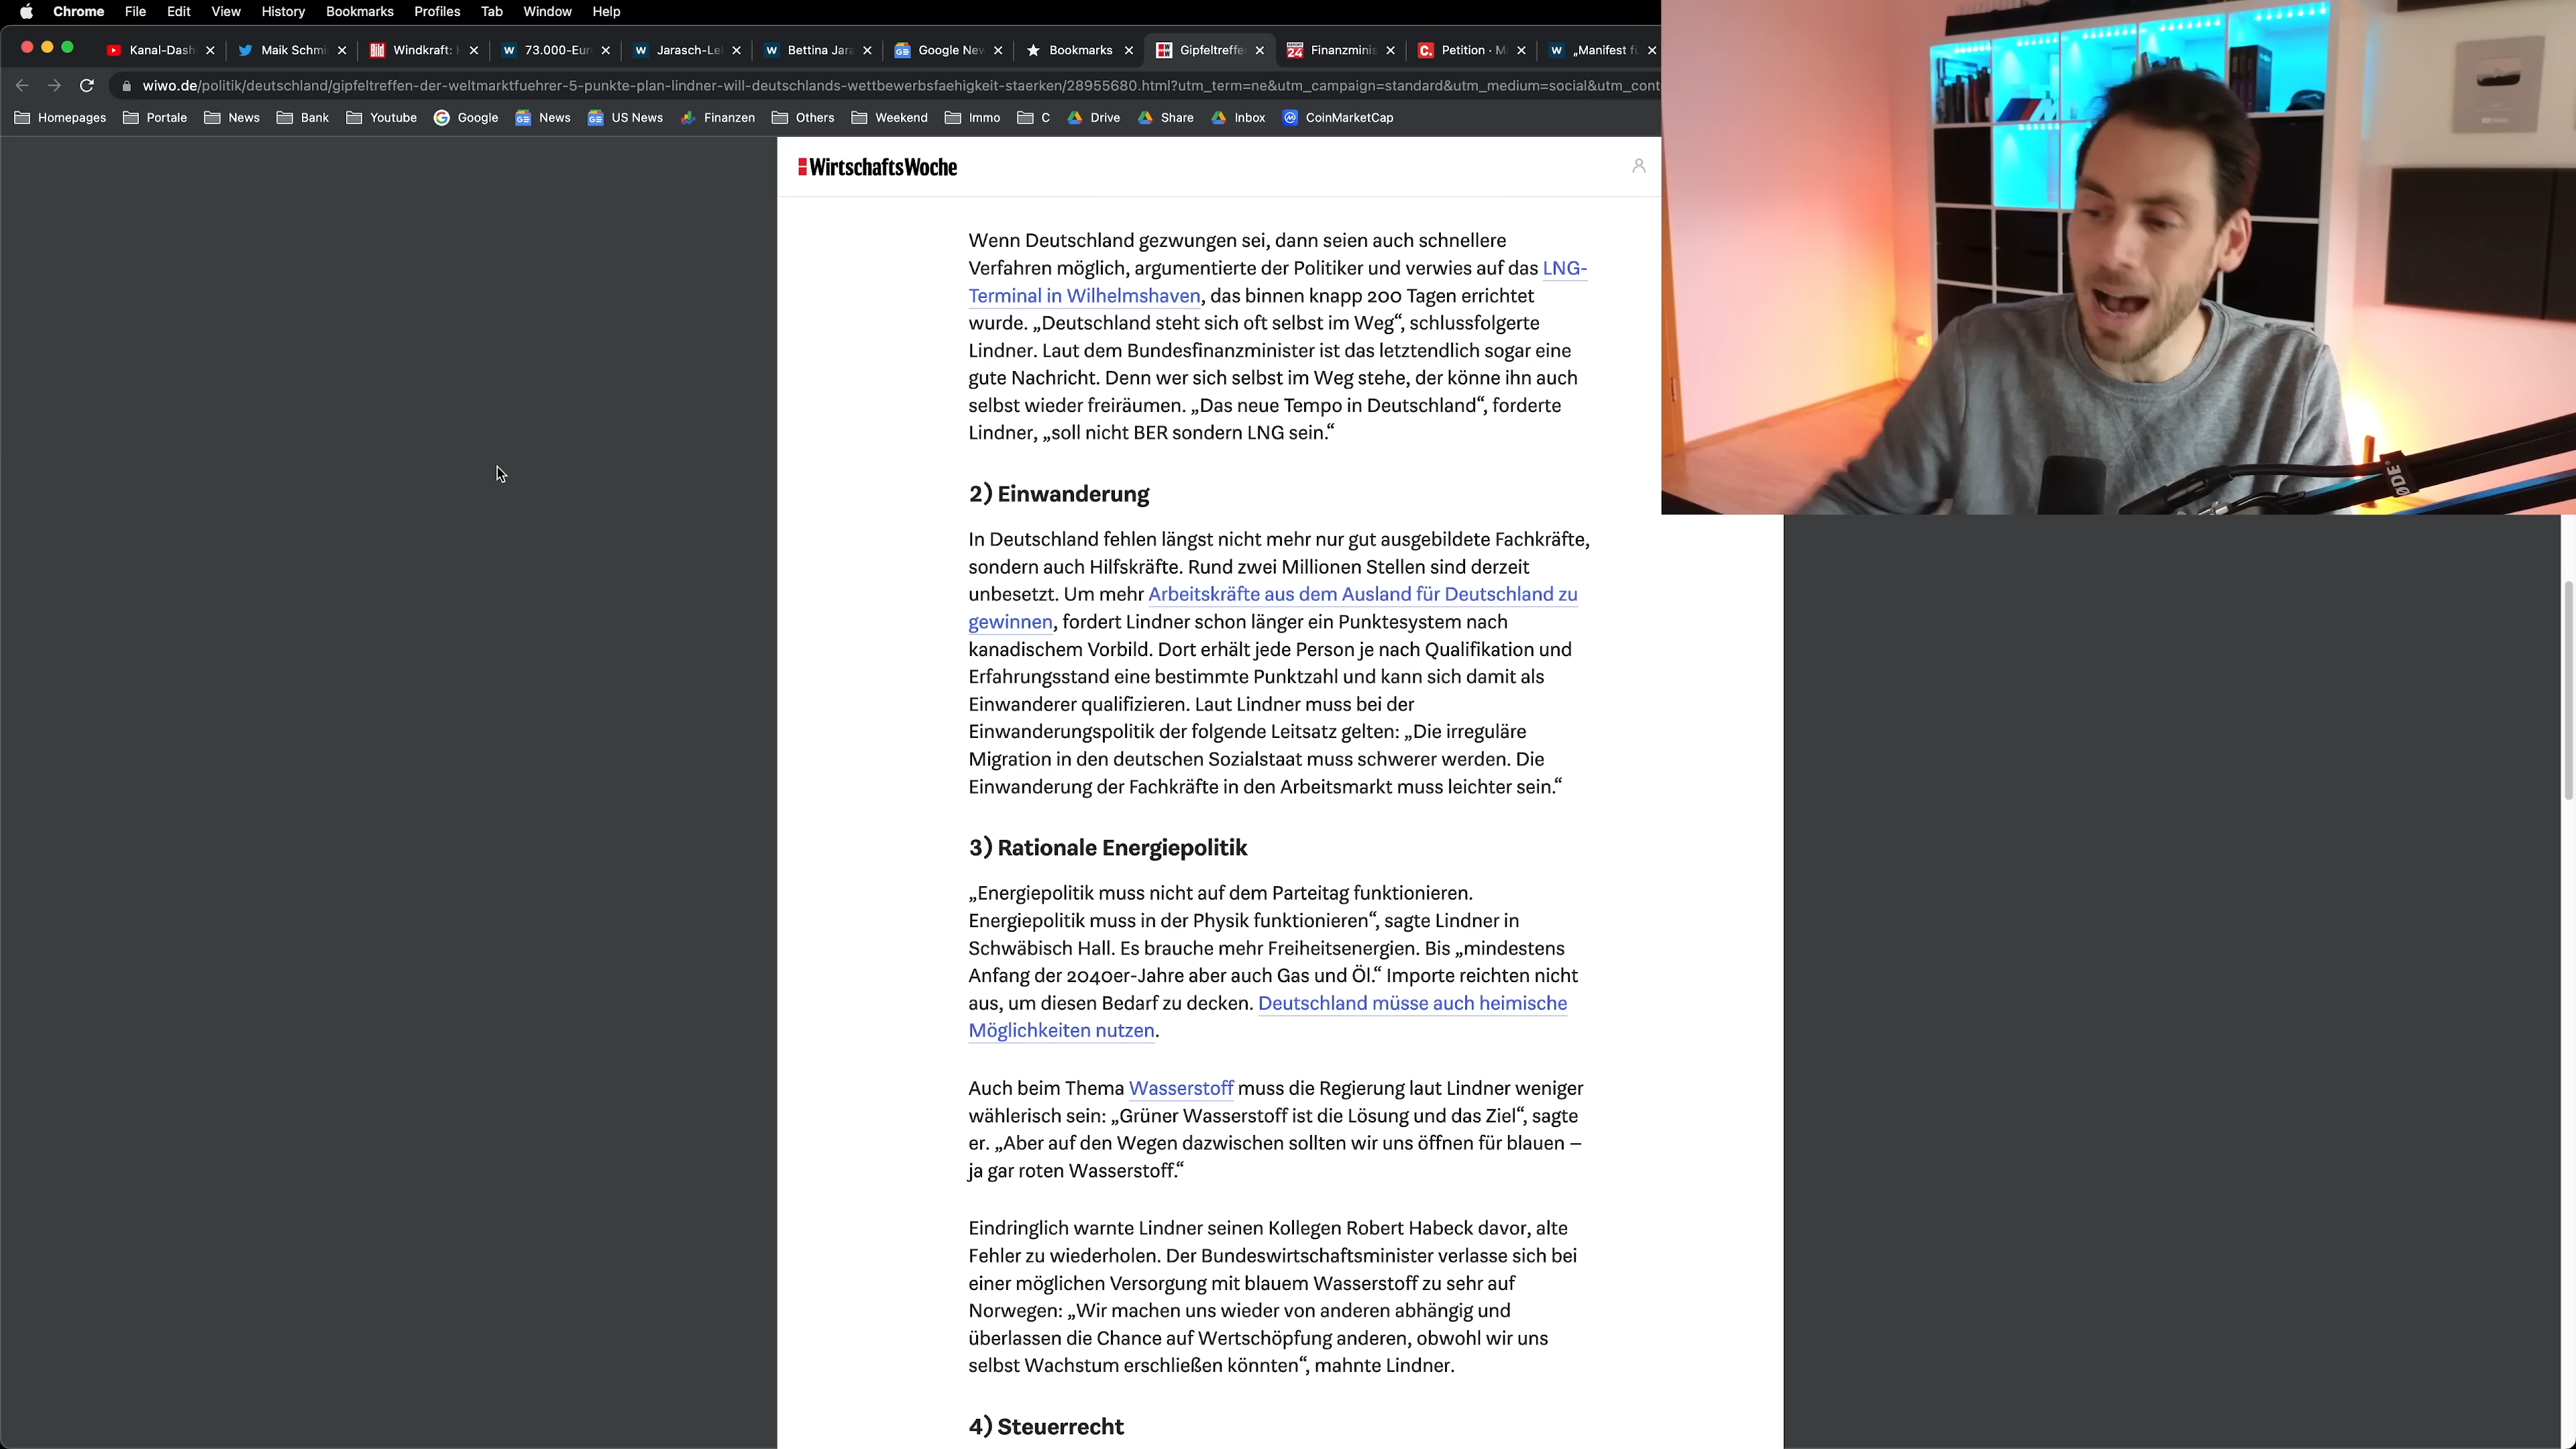 Chrome File Edit View History Bookmarks Profiles Tab Window Help
Kanal-Dash Maik Schmi Windkraft: 73.000-Eur Jarasch-Lei Bettina Jara Google New Bookmarks Gipfeltreffe Finanzminis Petition · M „Manifest f
wiwo.de/politik/deutschland/gipfeltreffen-der-weltmarktfuehrer-5-punkte-plan-lindner-will-deutschlands-wettbewerbsfaehigkeit-staerken/28955680.html?utm_term=ne&utm_campaign=standard&utm_medium=social&utm_cont
Homepages Portale News Bank Youtube Google News US News Finanzen Others Weekend Immo C Drive Share Inbox CoinMarketCap
WirtschaftsWoche
Wenn Deutschland gezwungen sei, dann seien auch schnellere
Verfahren möglich, argumentierte der Politiker und verwies auf das LNG-
Terminal in Wilhelmshaven, das binnen knapp 200 Tagen errichtet
wurde. „Deutschland steht sich oft selbst im Weg“, schlussfolgerte
Lindner. Laut dem Bundesfinanzminister ist das letztendlich sogar eine
gute Nachricht. Denn wer sich selbst im Weg stehe, der könne ihn auch
selbst wieder freiräumen. „Das neue Tempo in Deutschland“, forderte
Lindner, „soll nicht BER sondern LNG sein.“
2) Einwanderung
In Deutschland fehlen längst nicht mehr nur gut ausgebildete Fachkräfte,
sondern auch Hilfskräfte. Rund zwei Millionen Stellen sind derzeit
unbesetzt. Um mehr Arbeitskräfte aus dem Ausland für Deutschland zu
gewinnen, fordert Lindner schon länger ein Punktesystem nach
kanadischem Vorbild. Dort erhält jede Person je nach Qualifikation und
Erfahrungsstand eine bestimmte Punktzahl und kann sich damit als
Einwanderer qualifizieren. Laut Lindner muss bei der
Einwanderungspolitik der folgende Leitsatz gelten: „Die irreguläre
Migration in den deutschen Sozialstaat muss schwerer werden. Die
Einwanderung der Fachkräfte in den Arbeitsmarkt muss leichter sein.“
3) Rationale Energiepolitik
„Energiepolitik muss nicht auf dem Parteitag funktionieren.
Energiepolitik muss in der Physik funktionieren“, sagte Lindner in
Schwäbisch Hall. Es brauche mehr Freiheitsenergien. Bis „mindestens
Anfang der 2040er-Jahre aber auch Gas und Öl.“ Importe reichten nicht
aus, um diesen Bedarf zu decken. Deutschland müsse auch heimische
Möglichkeiten nutzen.
Auch beim Thema Wasserstoff muss die Regierung laut Lindner weniger
wählerisch sein: „Grüner Wasserstoff ist die Lösung und das Ziel“, sagte
er. „Aber auf den Wegen dazwischen sollten wir uns öffnen für blauen –
ja gar roten Wasserstoff.“
Eindringlich warnte Lindner seinen Kollegen Robert Habeck davor, alte
Fehler zu wiederholen. Der Bundeswirtschaftsminister verlasse sich bei
einer möglichen Versorgung mit blauem Wasserstoff zu sehr auf
Norwegen: „Wir machen uns wieder von anderen abhängig und
überlassen die Chance auf Wertschöpfung anderen, obwohl wir uns
selbst Wachstum erschließen könnten“, mahnte Lindner.
4) Steuerrecht